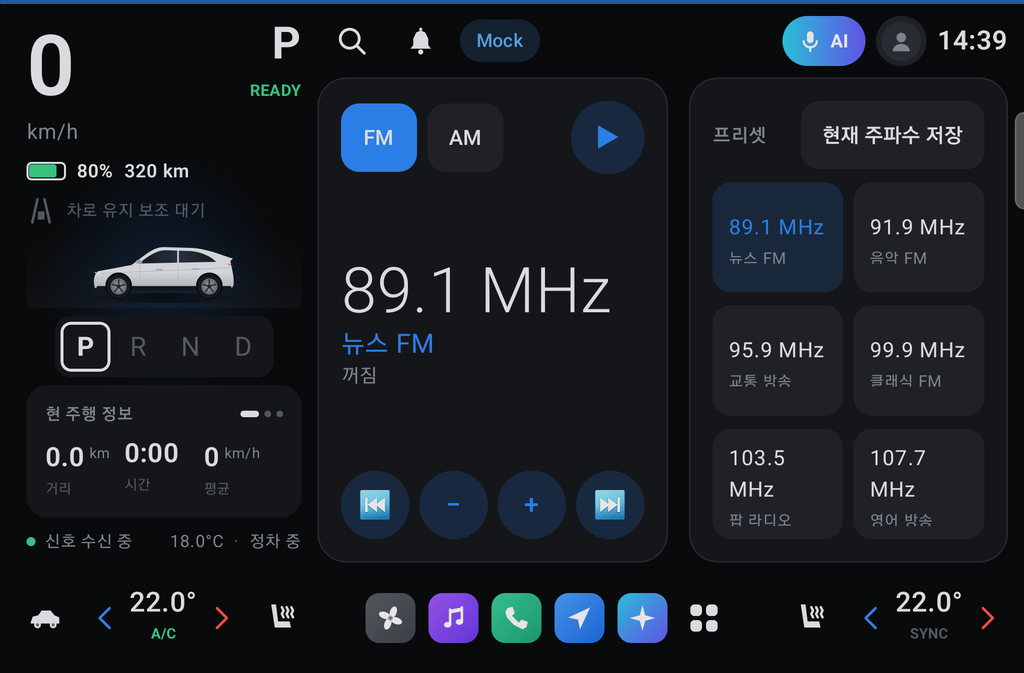 0
P
READY
km/h
80% 320 km
차로 유지 보조 대기
P R N D
현 주행 정보
0.0 km 0:00 0 km/h
거리 시간 평균
신호 수신 중 18.0°C · 정차 중
Mock
AI
14:39
FM AM
89.1 MHz
뉴스 FM
꺼짐
− +
프리셋 현재 주파수 저장
89.1 MHz
뉴스 FM
91.9 MHz
음악 FM
95.9 MHz
교통 방송
99.9 MHz
클래식 FM
103.5
MHz
팝 라디오
107.7
MHz
영어 방송
22.0°
A/C
22.0°
SYNC